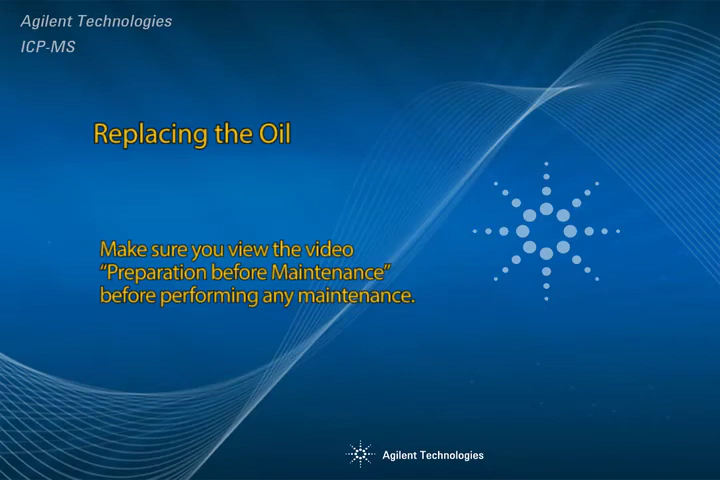 Agilent Technologies
ICP-MS
Replacing the Oil
Make sure you view the video
“Preparation before Maintenance”
before performing any maintenance.
Agilent Technologies